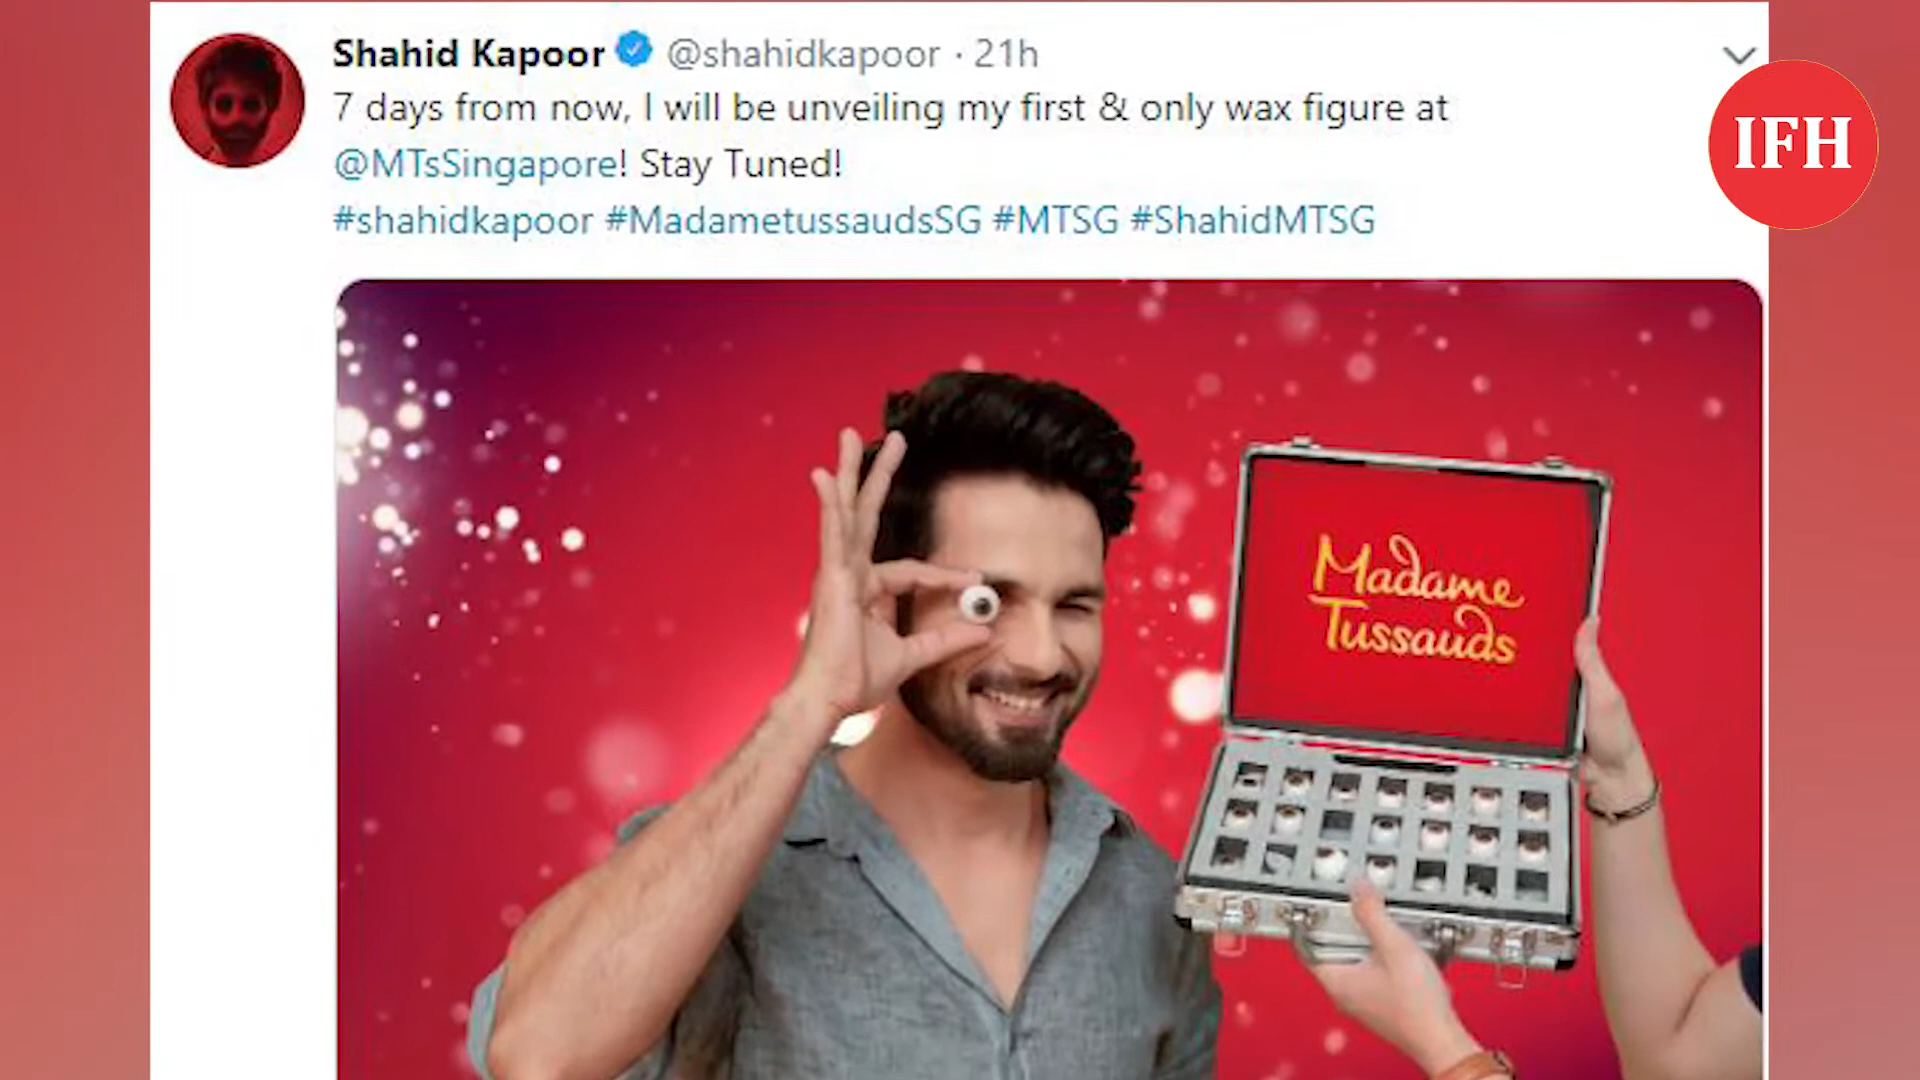 Shahid Kapoor @shahidkapoor · 21h
7 days from now, I will be unveiling my first & only wax figure at
@MTsSingapore! Stay Tuned!
#shahidkapoor #MadametussaudsSG #MTSG #ShahidMTSG
IFH
Madame
Tussauds